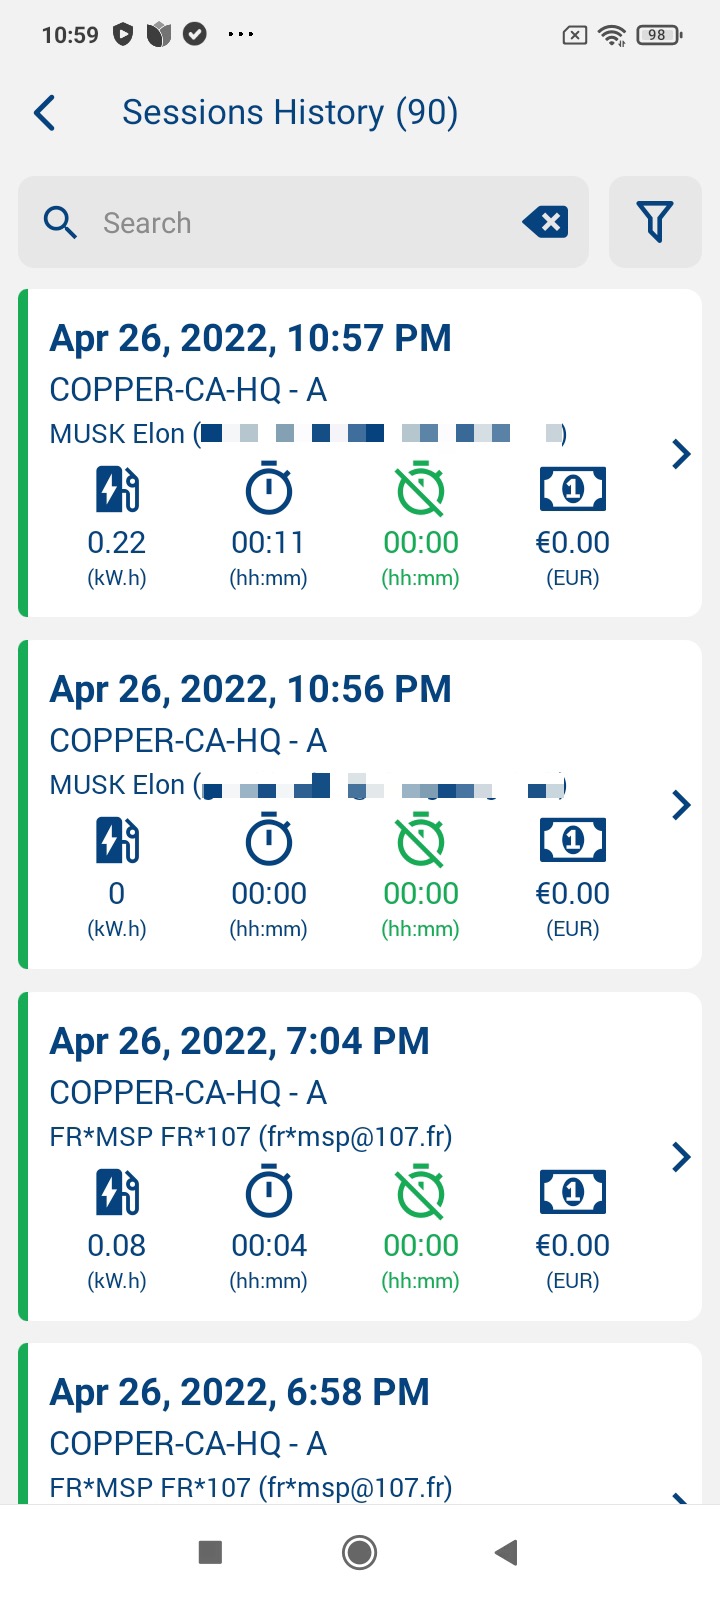 10:59
98
Sessions History (90)
Search
Apr 26, 2022, 10:57 PM
COPPER-CA-HQ - A
MUSK Elon ( )
0.22 00:11 00:00 €0.00
(kW.h) (hh:mm) (hh:mm) (EUR)
Apr 26, 2022, 10:56 PM
COPPER-CA-HQ - A
MUSK Elon ( )
0 00:00 00:00 €0.00
(kW.h) (hh:mm) (hh:mm) (EUR)
Apr 26, 2022, 7:04 PM
COPPER-CA-HQ - A
FR*MSP FR*107 (fr*msp@107.fr)
0.08 00:04 00:00 €0.00
(kW.h) (hh:mm) (hh:mm) (EUR)
Apr 26, 2022, 6:58 PM
COPPER-CA-HQ - A
FR*MSP FR*107 (fr*msp@107.fr)